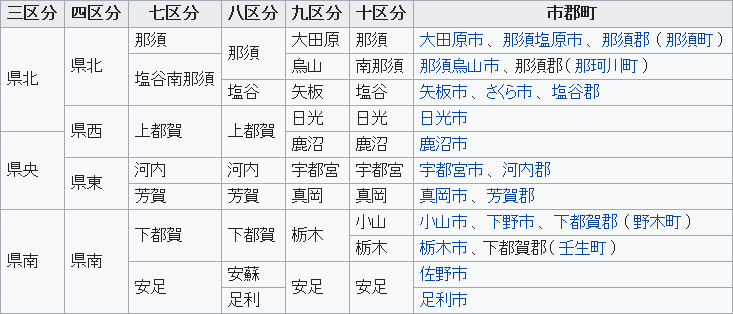 三区分 四区分 七区分 八区分 九区分 十区分 市郡町
県北 県北 那須 那須 大田原 那須 大田原市、那須塩原市、那須郡（那須町）
塩谷南那須 烏山 南那須 那須烏山市、那須郡（那珂川町）
塩谷 矢板 塩谷 矢板市、さくら市、塩谷郡
県西 上都賀 上都賀 日光 日光 日光市
県央 鹿沼 鹿沼 鹿沼市
県東 河内 河内 宇都宮 宇都宮 宇都宮市、河内郡
芳賀 芳賀 真岡 真岡 真岡市、芳賀郡
県南 県南 下都賀 下都賀 栃木 小山 小山市、下野市、下都賀郡（野木町）
栃木 栃木市、下都賀郡（壬生町）
安足 安蘇 安足 安足 佐野市
足利 足利市